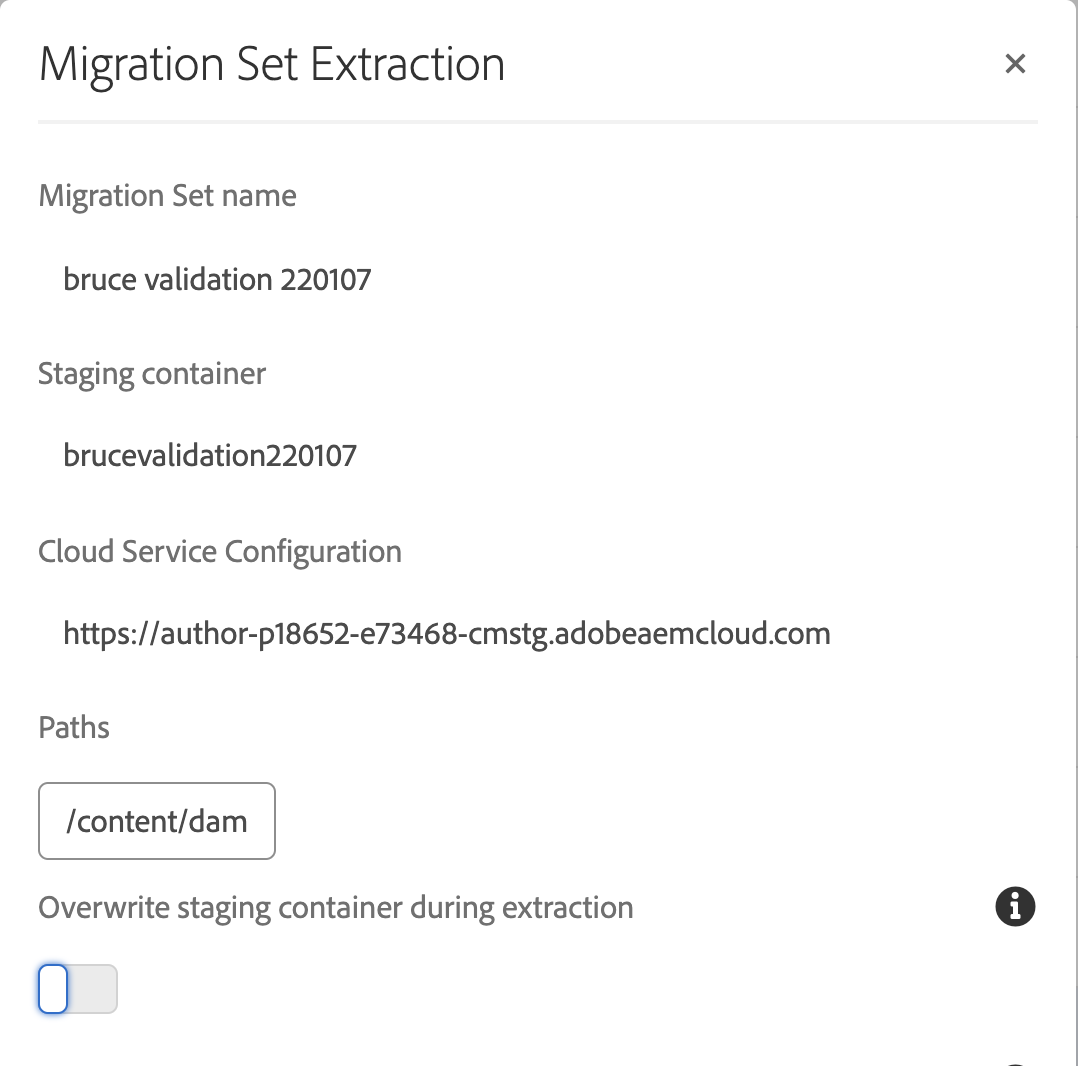 Migration Set Extraction
Migration Set name
bruce validation 220107
Staging container
brucevalidation220107
Cloud Service Configuration
https://author-p18652-e73468-cmstg.adobeaemcloud.com
Paths
/content/dam
Overwrite staging container during extraction